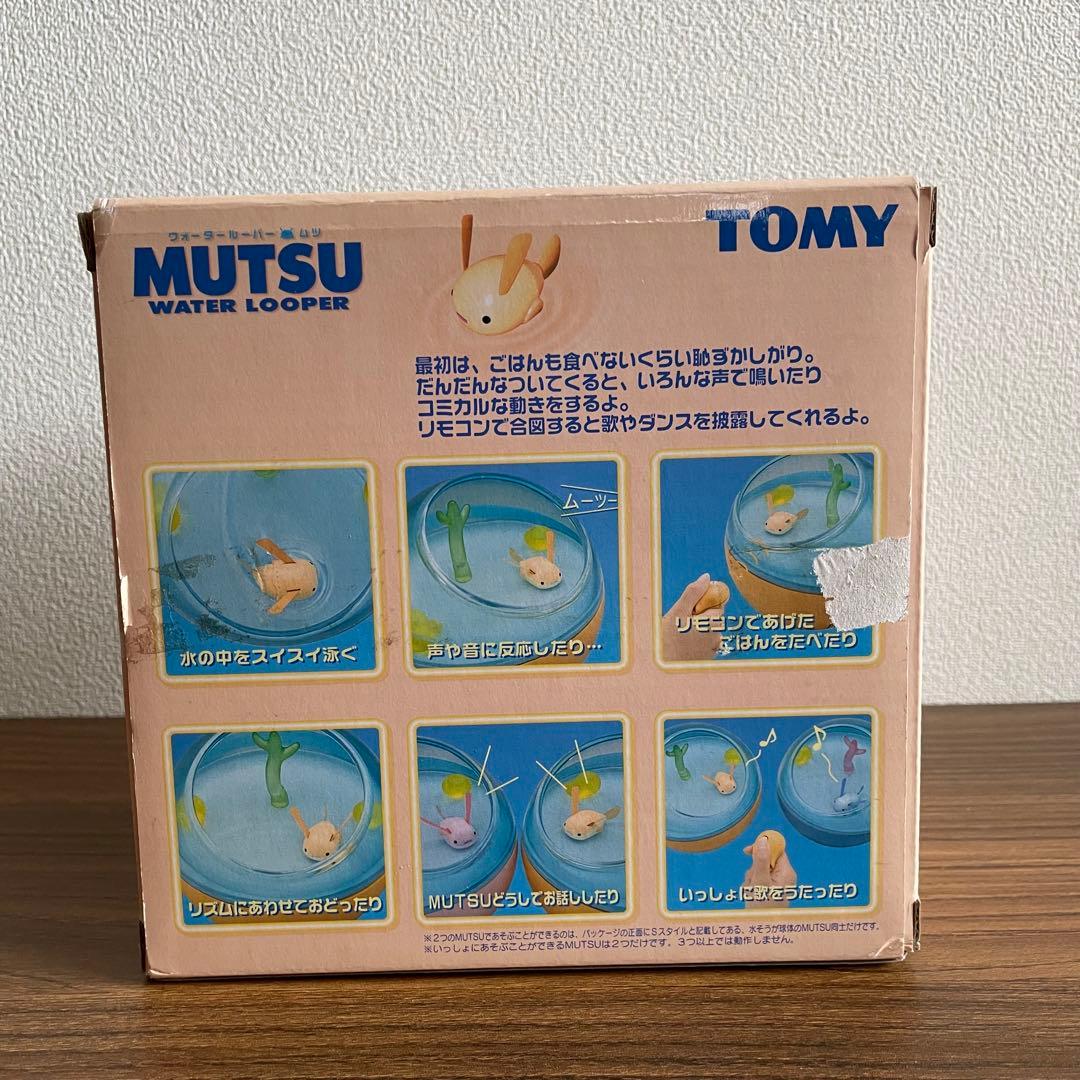 ウォータールーパー ムツ
MUTSU
WATER LOOPER
TOMY
最初は、ごはんも食べないくらい恥ずかしがり。
だんだんなついてくると、いろんな声で鳴いたり
コミカルな動きをするよ。
リモコンで合図すると歌やダンスを披露してくれるよ。
水の中をスイスイ泳ぐ
ムーツー
声や音に反応したり…
リモコンであげた
ごはんをたべたり
リズムにあわせておどったり
MUTSUどうしでお話ししたり
いっしょに歌をうたったり
※2つのMUTSUであそぶことができるのは、パッケージの正面にSスタイルと記載してある、水そうが球体のMUTSU同士だけです。
※いっしょにあそぶことができるMUTSUは2つだけです。3つ以上では動作しません。